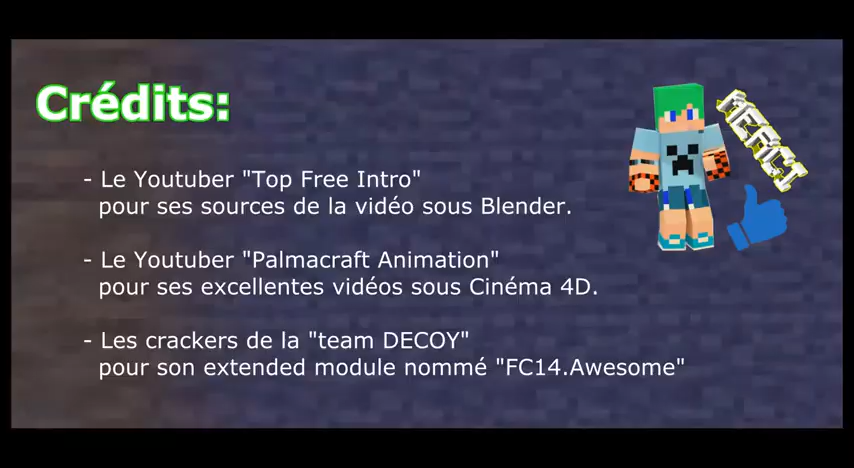 Crédits:
MERCI
- Le Youtuber "Top Free Intro"
pour ses sources de la vidéo sous Blender.
- Le Youtuber "Palmacraft Animation"
pour ses excellentes vidéos sous Cinéma 4D.
- Les crackers de la "team DECOY"
pour son extended module nommé "FC14.Awesome"